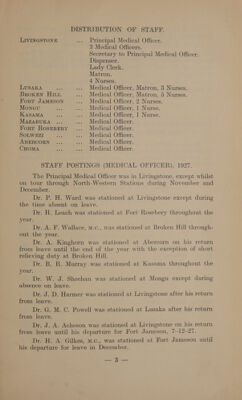 DISTRIBUTION OF STAFF.
LIVINGSTONE ... Principal Medical Officer.
3 Medical Officers.
Secretary to Principal Medical Officer.
Dispenser.
Lady Clerk.
Matron.
4 Nurses.
LUSAKA ... ... Medical Officer, Matron, 3 Nurses.
BROKEN HILL ... Medical Officer, Matron, 5 Nurses.
FORT JAMESON ... Medical Officer, 2 Nurses.
MONGU ... ... Medical Officer, 1 Nurse.
KASAMA ... ... Medical Officer, 1 Nurse.
MAZABUKA ... ... Medical Officer.
FORT ROSEBERY ... Medical Officer.
SOLWEZI ... ... Medical Officer.
ABERCORN ... ... Medical Officer.
CHOMA ... ... Medical Officer.
STAFF POSTINGS (MEDICAL OFFICER), 1927.
The Principal Medical Officer was in Livingstone, except whilst
on tour through North-Western Stations during November and
December.
Dr. P. H. Ward was stationed at Livingstone except during
the time absent on leave.
Dr. H. Leach was stationed at Fort Rosebery throughout the
year.
Dr. A. F. Wallace, M.C., was stationed at Broken Hill through-
out the year.
Dr. A. Kinghorn was stationed at Abercorn on his return
from leave until the end of the year with the exception of short
relieving duty at Broken Hill.
Dr. R. R. Murray was stationed at Kasama throughout the
year.
Dr. W. J. Sheehan was stationed at Mongu except during
absence on leave.
Dr. J. D. Harmer was stationed at Livingstone after his return
from leave.
Dr. G. M. C. Powell was stationed at Lusaka after his return
from leave.
Dr. J. A. Acheson was stationed at Livingstone on his return
from leave until his departure for Fort Jameson, 7-12-27.
Dr. H. A. Gilkes, M.C., was stationed at Fort Jameson until
his departure for leave in December.
— 3 —